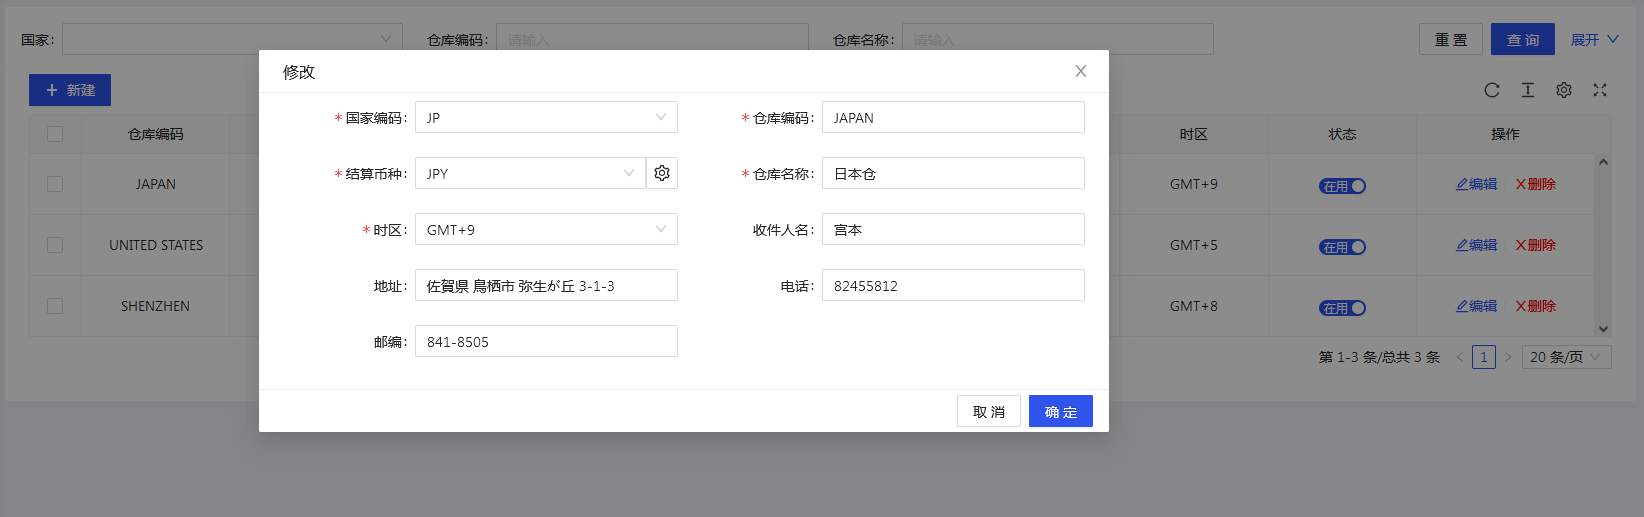 国家：
仓库编码： 请输入
仓库名称： 请输入
重 置
查 询
展开
修改
+ 新建
仓库编码
时区
状态
操作
* 国家编码： JP
* 仓库编码： JAPAN
* 结算币种： JPY
* 仓库名称： 日本仓
* 时区： GMT+9
收件人名： 宫本
地址： 佐賀県 鳥栖市 弥生が丘 3-1-3
电话： 82455812
邮编： 841-8505
取 消
确 定
JAPAN
GMT+9
在用
编辑
删除
UNITED STATES
GMT+5
在用
编辑
删除
SHENZHEN
GMT+8
在用
编辑
删除
第 1-3 条/总共 3 条
1
20 条/页